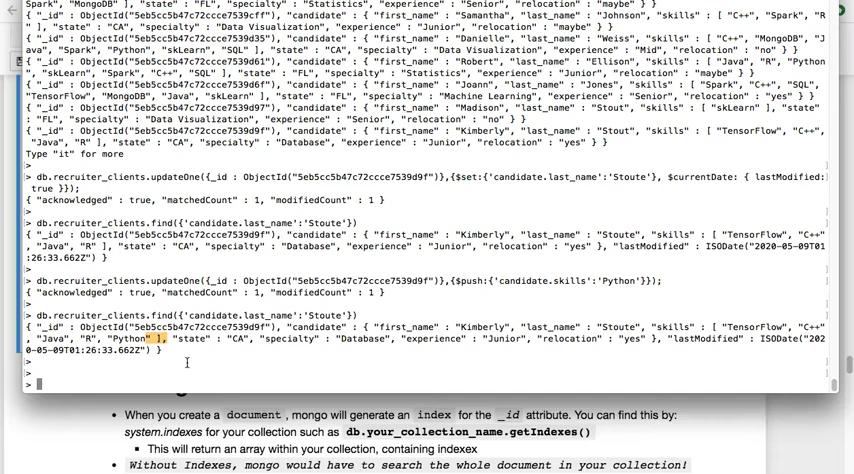 Spark", "MongoDB" ], "state" : "FL", "specialty" : "Statistics", "experience" : "Senior", "relocation" : "maybe" } }
{ "_id" : ObjectId("5eb5cc5b47c72ccce7539cff"), "candidate" : { "first_name" : "Samantha", "last_name" : "Johnson", "skills" : [ "C++", "Spark", "R
" ], "state" : "CA", "specialty" : "Data Visualization", "experience" : "Junior", "relocation" : "maybe" } }
{ "_id" : ObjectId("5eb5cc5b47c72ccce7539d35"), "candidate" : { "first_name" : "Danielle", "last_name" : "Weiss", "skills" : [ "C++", "MongoDB", "J
ava", "Spark", "Python", "skLearn", "SQL" ], "state" : "CA", "specialty" : "Data Visualization", "experience" : "Mid", "relocation" : "no" } }
{ "_id" : ObjectId("5eb5cc5b47c72ccce7539d61"), "candidate" : { "first_name" : "Robert", "last_name" : "Ellison", "skills" : [ "Java", "R", "Python
", "skLearn", "Spark", "C++", "SQL" ], "state" : "FL", "specialty" : "Statistics", "experience" : "Junior", "relocation" : "maybe" } }
{ "_id" : ObjectId("5eb5cc5b47c72ccce7539d6f"), "candidate" : { "first_name" : "Joann", "last_name" : "Jones", "skills" : [ "Spark", "C++", "SQL",
"TensorFlow", "MongoDB", "Java", "skLearn" ], "state" : "FL", "specialty" : "Machine Learning", "experience" : "Senior", "relocation" : "yes" } }
{ "_id" : ObjectId("5eb5cc5b47c72ccce7539d97"), "candidate" : { "first_name" : "Madison", "last_name" : "Stout", "skills" : [ "skLearn" ], "state"
: "FL", "specialty" : "Data Visualization", "experience" : "Senior", "relocation" : "no" } }
{ "_id" : ObjectId("5eb5cc5b47c72ccce7539d9f"), "candidate" : { "first_name" : "Kimberly", "last_name" : "Stout", "skills" : [ "TensorFlow", "C++",
"Java", "R" ], "state" : "CA", "specialty" : "Database", "experience" : "Junior", "relocation" : "yes" } }
Type "it" for more
>
> db.recruiter_clients.updateOne({_id : ObjectId("5eb5cc5b47c72ccce7539d9f")},{$set:{'candidate.last_name':'Stoute'}, $currentDate: { lastModified:
true }});
{ "acknowledged" : true, "matchedCount" : 1, "modifiedCount" : 1 }
>
> db.recruiter_clients.find({'candidate.last_name':'Stoute'})
{ "_id" : ObjectId("5eb5cc5b47c72ccce7539d9f"), "candidate" : { "first_name" : "Kimberly", "last_name" : "Stoute", "skills" : [ "TensorFlow", "C++"
, "Java", "R" ], "state" : "CA", "specialty" : "Database", "experience" : "Junior", "relocation" : "yes" }, "lastModified" : ISODate("2020-05-09T01
:26:33.662Z") }
>
> db.recruiter_clients.updateOne({_id : ObjectId("5eb5cc5b47c72ccce7539d9f")},{$push:{'candidate.skills':'Python'}});
{ "acknowledged" : true, "matchedCount" : 1, "modifiedCount" : 1 }
>
> db.recruiter_clients.find({'candidate.last_name':'Stoute'})
{ "_id" : ObjectId("5eb5cc5b47c72ccce7539d9f"), "candidate" : { "first_name" : "Kimberly", "last_name" : "Stoute", "skills" : [ "TensorFlow", "C++"
, "Java", "R", "Python" ], "state" : "CA", "specialty" : "Database", "experience" : "Junior", "relocation" : "yes" }, "lastModified" : ISODate("202
0-05-09T01:26:33.662Z") }
>
>
>
• When you create a document , mongo will generate an index for the _id attribute. You can find this by:
system.indexes for your collection such as db.your_collection_name.getIndexes()
▪ This will return an array within your collection, containing indexex
• Without Indexes, mongo would have to search the whole document in your collection!